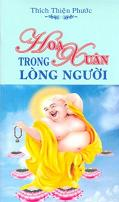 Thích Thiện Phước
HOA XUÂN
TRONG
LÒNG NGƯỜI